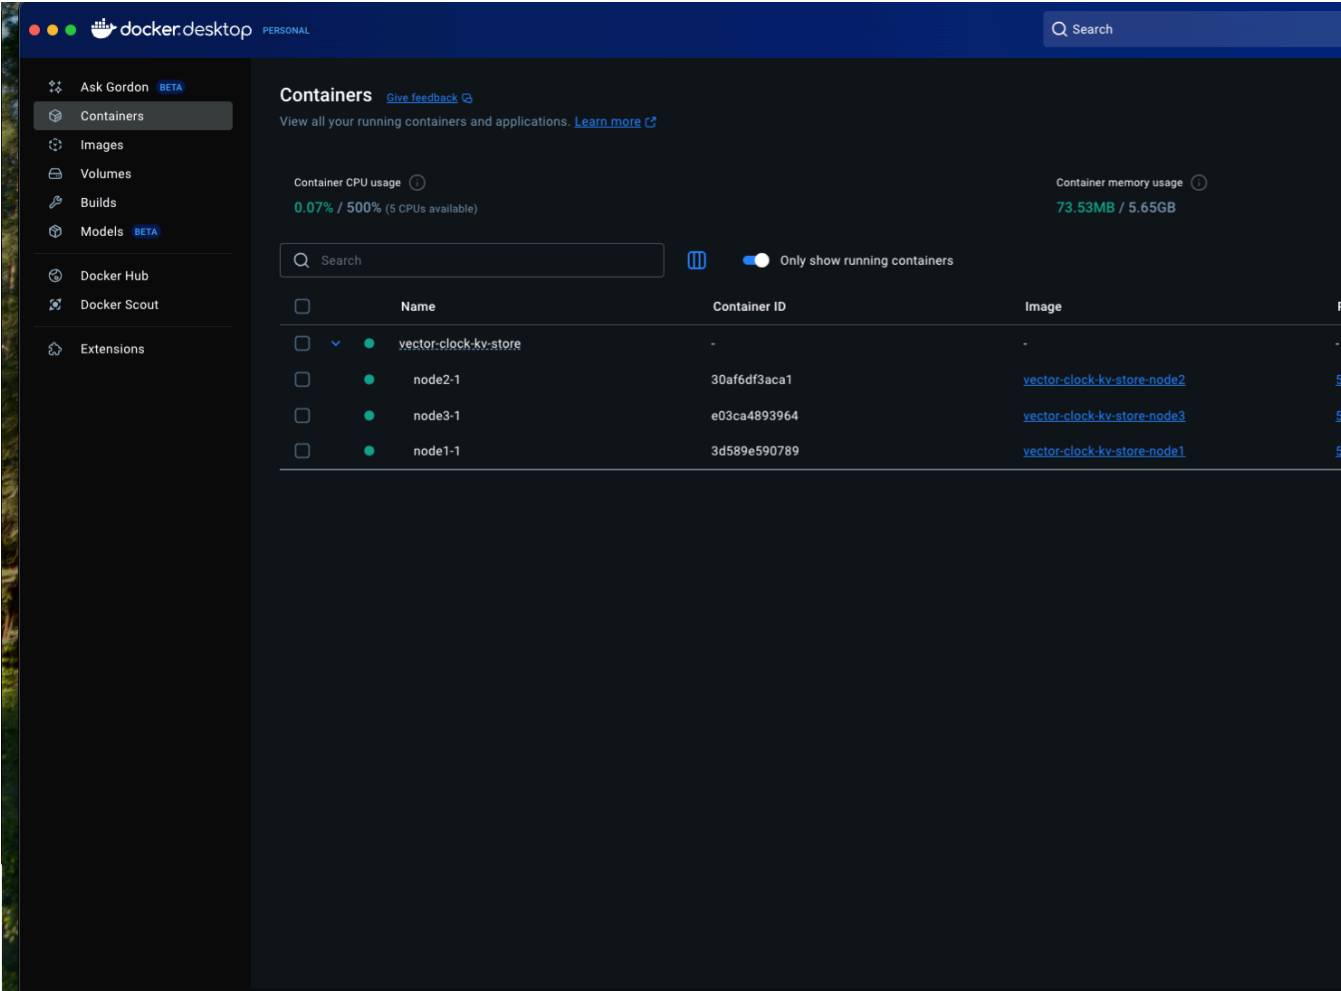 docker.desktop PERSONAL
Search
Ask Gordon BETA
Containers
Images
Volumes
Builds
Models BETA
Docker Hub
Docker Scout
Extensions
Containers Give feedback
View all your running containers and applications. Learn more
Container CPU usage
0.07% / 500% (5 CPUs available)
Container memory usage
73.53MB / 5.65GB
Search
Only show running containers
Name Container ID Image
vector-clock-kv-store - - -
node2-1 30af6df3aca1 vector-clock-kv-store-node2
node3-1 e03ca4893964 vector-clock-kv-store-node3
node1-1 3d589e590789 vector-clock-kv-store-node1